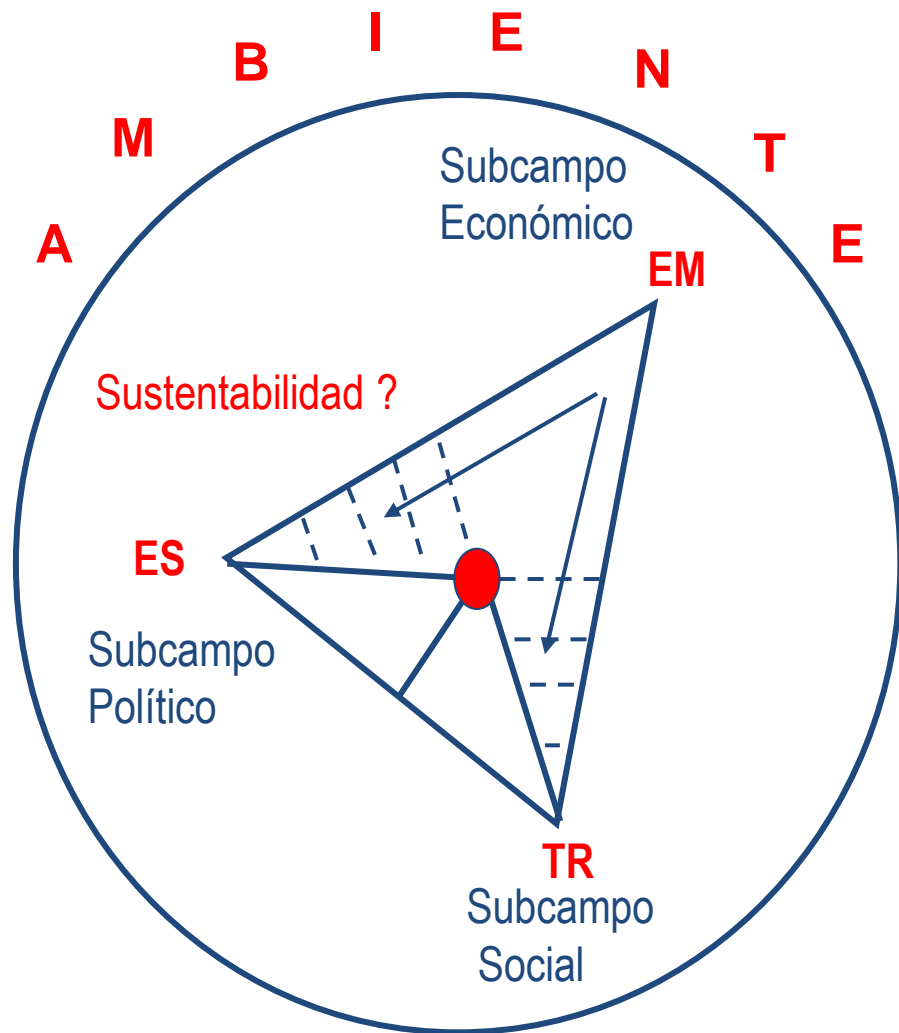 A M B I E N T E
Subcampo
Económico
EM
Sustentabilidad ?
ES
Subcampo
Político
TR
Subcampo
Social